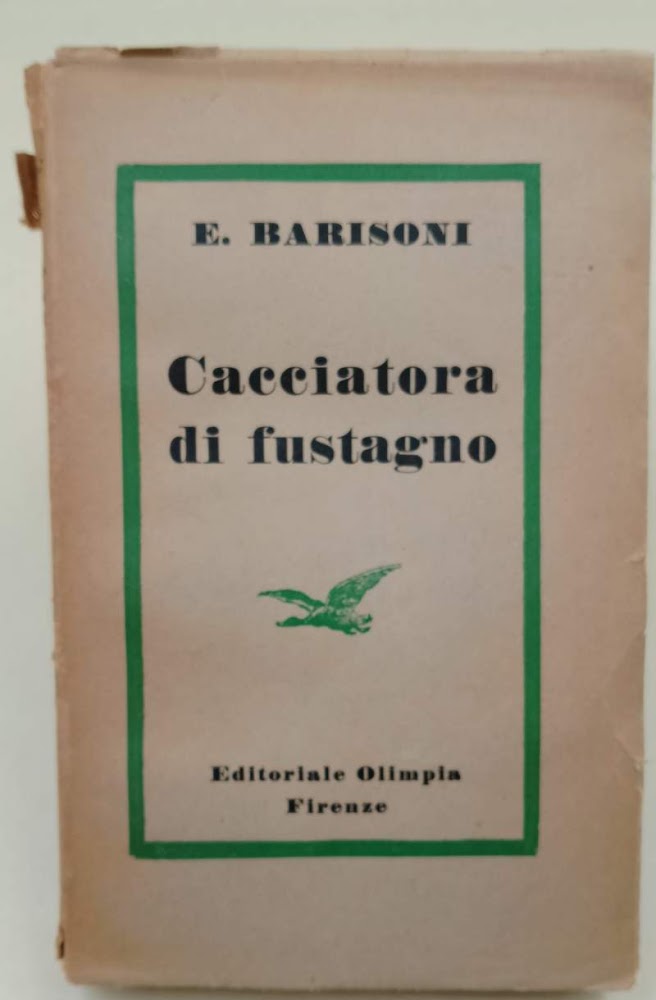 E. BARISONI
Cacciatora
di fustagno
Editoriale Olimpia
Firenze